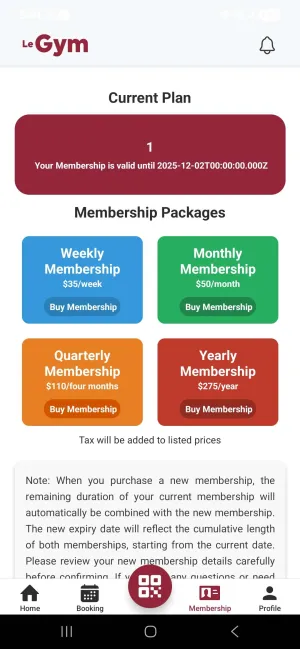 Le Gym
Current Plan
1
Your Membership is valid until 2025-12-02T00:00:00.000Z
Membership Packages
Weekly
Membership
$35/week
Buy Membership
Monthly
Membership
$50/month
Buy Membership
Quarterly
Membership
$110/four months
Buy Membership
Yearly
Membership
$275/year
Buy Membership
Tax will be added to listed prices
Note: When you purchase a new membership, the
remaining duration of your current membership will
automatically be combined with the new membership.
The new expiry date will reflect the cumulative length
of both memberships, starting from the current date.
Please review your new membership details carefully
before confirming. If any questions or need
Home
Booking
Membership
Profile